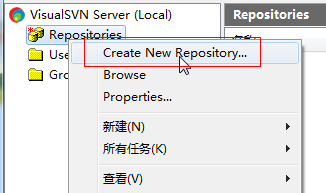 VisualSVN Server (Local)
Repositories
Repositories
Create New Repository...
Browse
Properties...
新建(N)
所有任务(K)
查看(V)